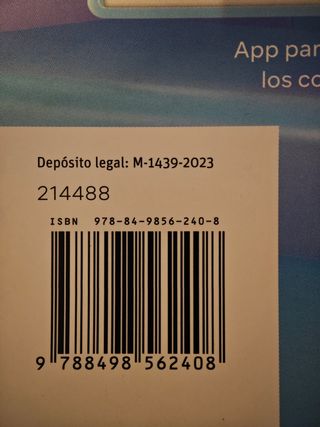 App par
los co
Depósito legal: M-1439-2023
214488
ISBN 978-84-9856-240-8
9 788498 562408